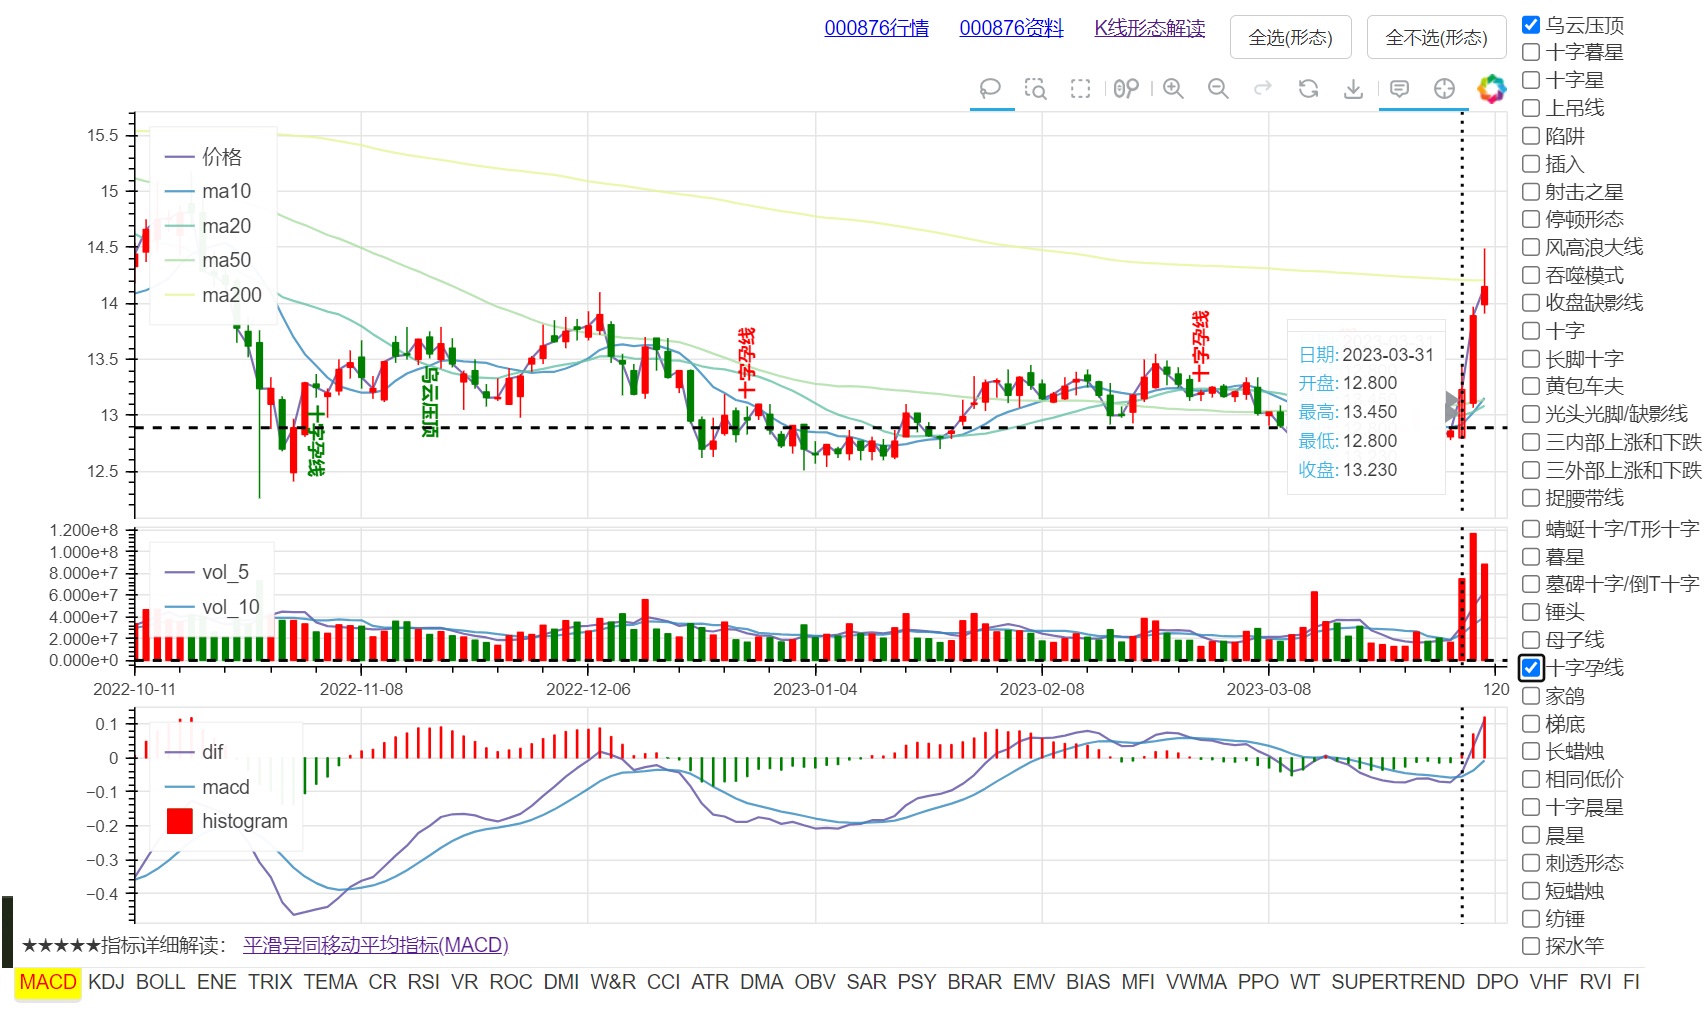 000876行情 000876资料 K线形态解读 全选(形态) 全不选(形态)
乌云压顶
十字暮星
十字星
上吊线
陷阱
插入
射击之星
停顿形态
风高浪大线
吞噬模式
收盘缺影线
十字
长脚十字
黄包车夫
光头光脚/缺影线
三内部上涨和下跌
三外部上涨和下跌
捉腰带线
蜻蜓十字/T形十字
暮星
墓碑十字/倒T十字
锤头
母子线
十字孕线
家鸽
梯底
长蜡烛
相同低价
十字晨星
晨星
刺透形态
短蜡烛
纺锤
探水竿
15.5
15
14.5
14
13.5
13
12.5
价格
ma10
ma20
ma50
ma200
十字孕线
乌云压顶
十字孕线
十字孕线
日期: 2023-03-31
开盘: 12.800
最高: 13.450
最低: 12.800
收盘: 13.230
1.200e+8
1.000e+8
8.000e+7
6.000e+7
4.000e+7
2.000e+7
0.000e+0
vol_5
vol_10
2022-10-11 2022-11-08 2022-12-06 2023-01-04 2023-02-08 2023-03-08 120
0.1
0
−0.1
−0.2
−0.3
−0.4
dif
macd
histogram
★★★★★指标详细解读： 平滑异同移动平均指标(MACD)
MACD KDJ BOLL ENE TRIX TEMA CR RSI VR ROC DMI W&R CCI ATR DMA OBV SAR PSY BRAR EMV BIAS MFI VWMA PPO WT SUPERTREND DPO VHF RVI FI